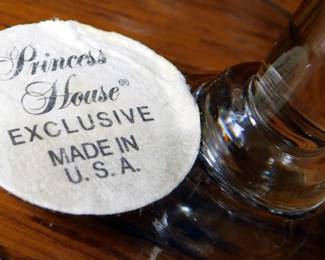 Princess
House®
EXCLUSIVE
MADE IN
U.S.A.